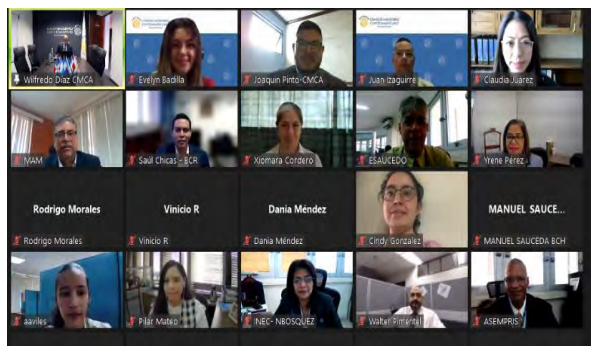 Wilfredo Díaz CMCA
Evelyn Badilla
Joaquin Pinto-CMCA
Juan Izaguirre
Claudia Juárez
MAM
Saúl Chicas - BCR
Xiomara Cordero
ESAUCEDO
Yrene Pérez
Rodrigo Morales
Vinicio R
Dania Méndez
MANUEL SAUCE...
Rodrigo Morales
Vinicio R
Dania Méndez
Cindy Gonzalez
MANUEL SAUCEDA BCH
aaviles
Pilar Mateo
INEC- NBOSQUEZ
Walter Pimentel
ASEMPRIS